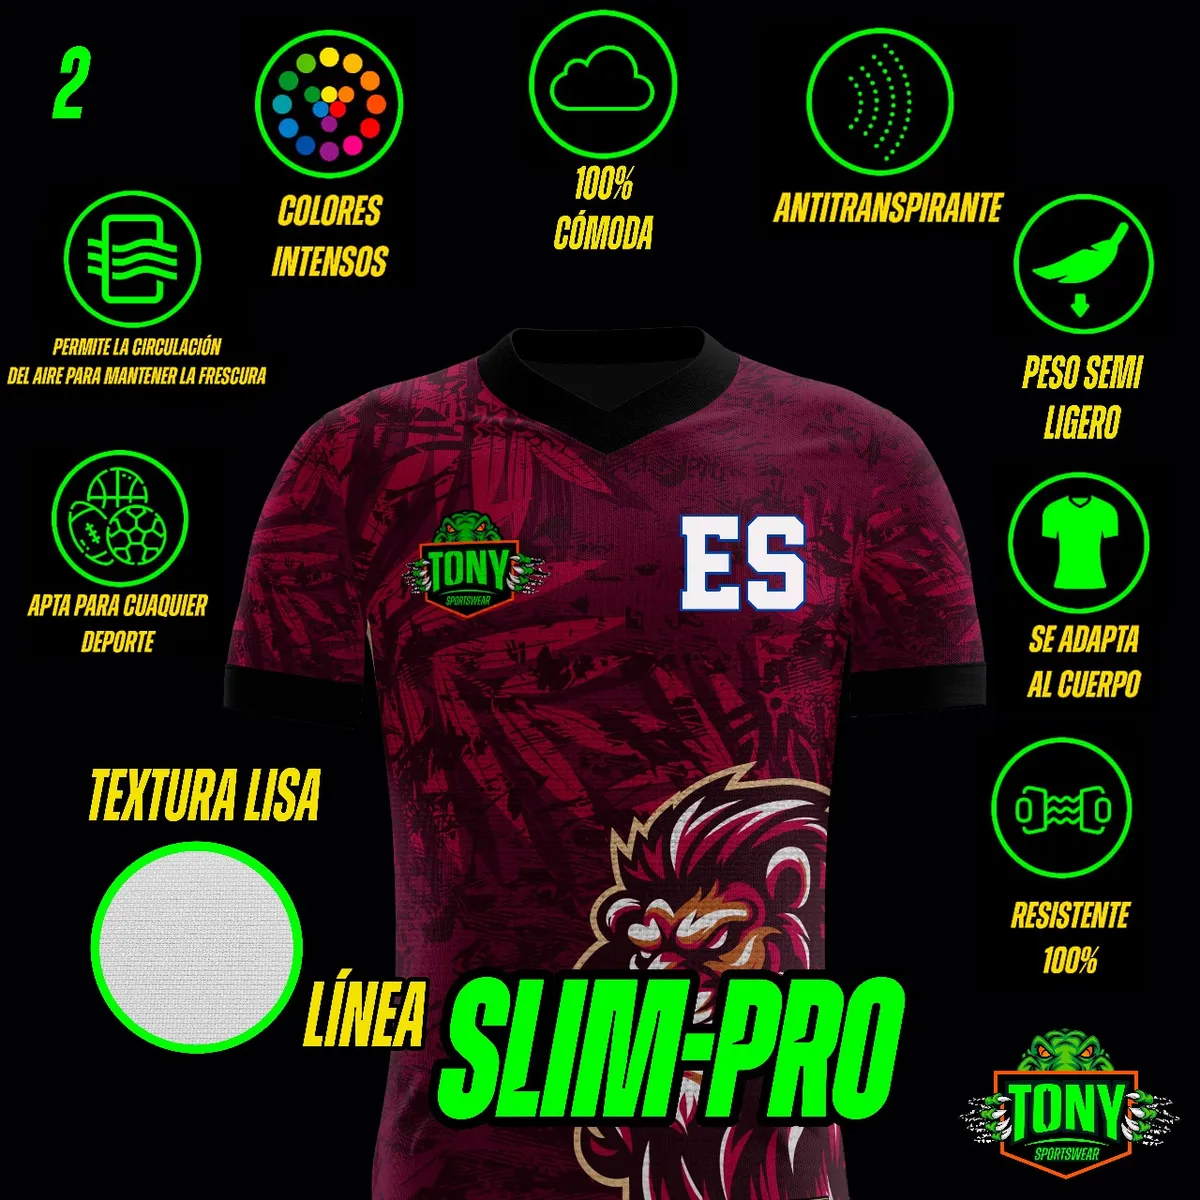 2
COLORES
INTENSOS
100%
CÓMODA
ANTITRANSPIRANTE
PERMITE LA CIRCULACIÓN
DEL AIRE PARA MANTENER LA FRESCURA
PESO SEMI
LIGERO
APTA PARA CUAQUIER
DEPORTE
TONY
SPORTSWEAR
ES
SE ADAPTA
AL CUERPO
TEXTURA LISA
RESISTENTE
100%
LÍNEA SLIM-PRO
TONY
SPORTSWEAR